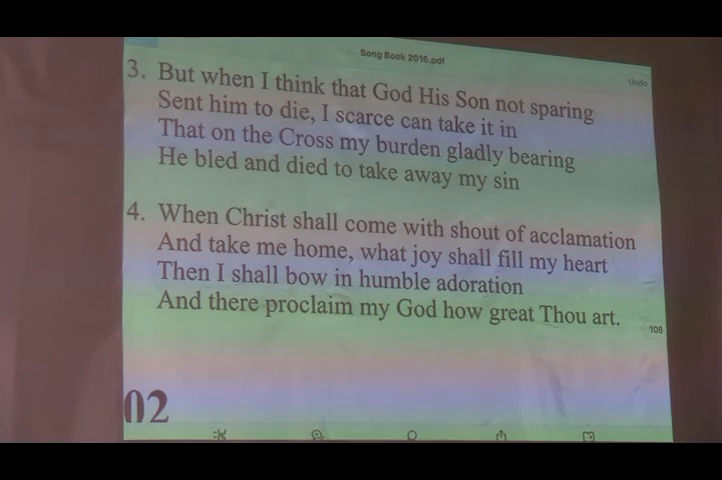 Song Book 2015.pdf
Undo
3. But when I think that God His Son not sparing
Sent him to die, I scarce can take it in
That on the Cross my burden gladly bearing
He bled and died to take away my sin
4. When Christ shall come with shout of acclamation
And take me home, what joy shall fill my heart
Then I shall bow in humble adoration
And there proclaim my God how great Thou art.
108
02